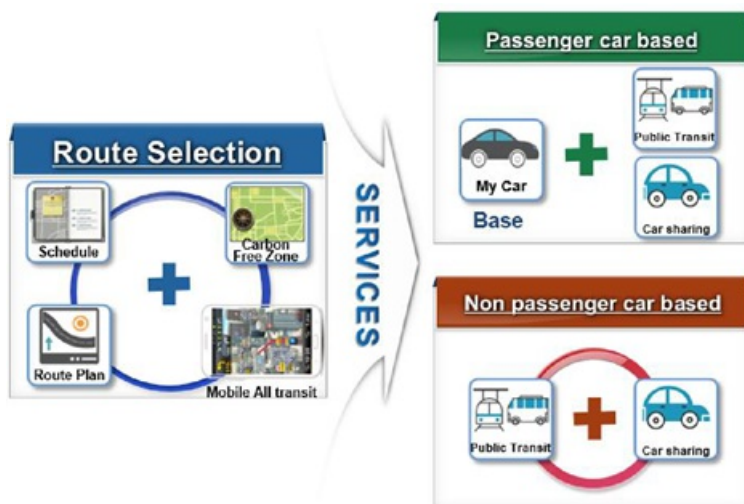 Route Selection
Schedule
Carbon
Free Zone
Route Plan
Mobile All transit
SERVICES
Passenger car based
My Car
Base
Public Transit
Car sharing
Non passenger car based
Public Transit
Car sharing